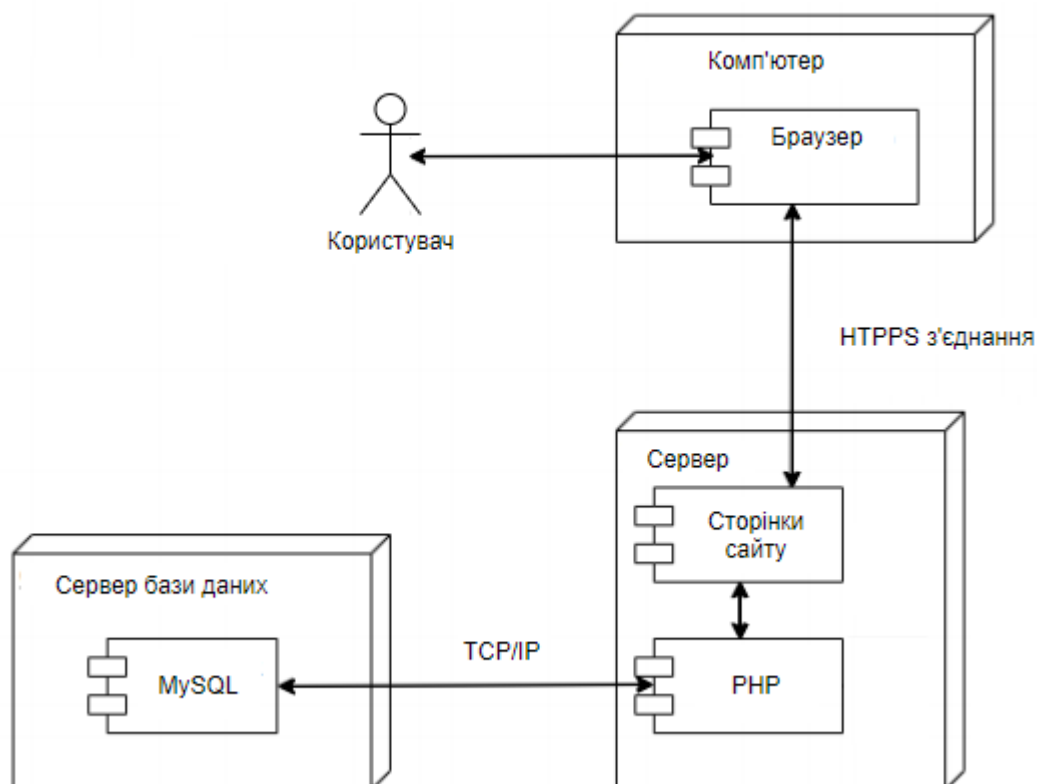 Комп'ютер
Браузер
Користувач
HTPPS з'єднання
Сервер
Сторінки
сайту
Сервер бази даних
TCP/IP
MySQL
PHP